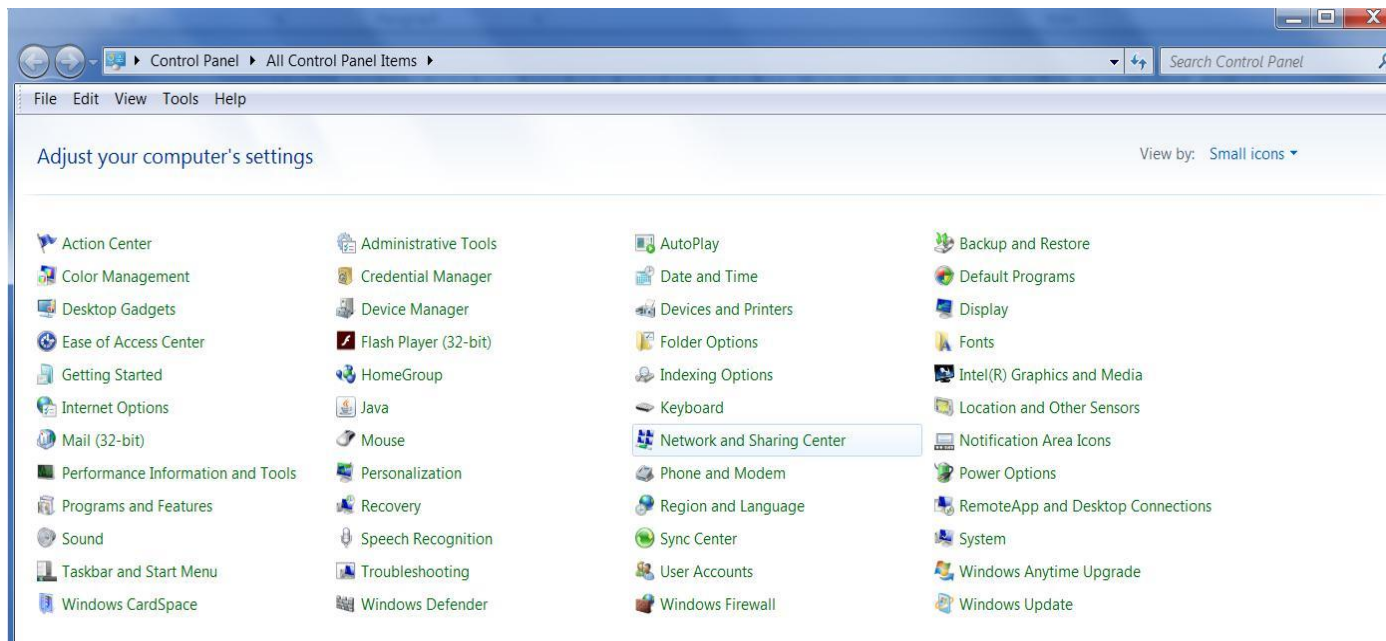 Control Panel All Control Panel Items Search Control Panel
File Edit View Tools Help
Adjust your computer's settings View by: Small icons
Action Center Administrative Tools AutoPlay Backup and Restore
Color Management Credential Manager Date and Time Default Programs
Desktop Gadgets Device Manager Devices and Printers Display
Ease of Access Center Flash Player (32-bit) Folder Options Fonts
Getting Started HomeGroup Indexing Options Intel(R) Graphics and Media
Internet Options Java Keyboard Location and Other Sensors
Mail (32-bit) Mouse Network and Sharing Center Notification Area Icons
Performance Information and Tools Personalization Phone and Modem Power Options
Programs and Features Recovery Region and Language RemoteApp and Desktop Connections
Sound Speech Recognition Sync Center System
Taskbar and Start Menu Troubleshooting User Accounts Windows Anytime Upgrade
Windows CardSpace Windows Defender Windows Firewall Windows Update